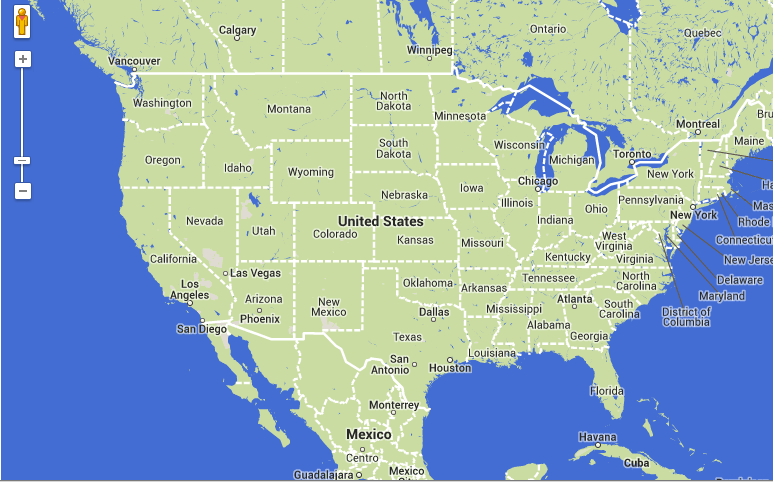 Ontario
Quebec
Calgary
Winnipeg
Vancouver
Washington
Montana
North
Dakota
Minnesota
Montreal
Maine
South
Dakota
Wisconsin
Michigan
Toronto
Oregon
Idaho
Wyoming
Chicago
New York
Nebraska
Iowa
Illinois
Ohio
Pennsylvania
New York
Nevada
Utah
Colorado
United States
Kansas
Missouri
Indiana
West
Virginia
Virginia
Rhode
Connecticut
California
Las Vegas
Kentucky
New Jerse
Los
Angeles
Arizona
New
Mexico
Oklahoma
Arkansas
Tennessee
North
Carolina
Delaware
Maryland
Phoenix
San Diego
Dallas
Mississippi
Atlanta
South
Carolina
District of
Columbia
Alabama
Georgia
Texas
San
Antonio
Houston
Louisiana
Florida
Monterrey
Mexico
Centro
Guadalajara
Mexico
Havana
Cuba